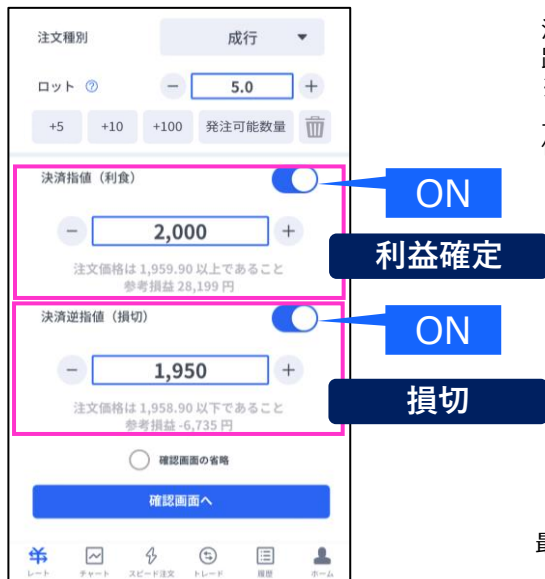 注文種別 成行
ロット ? − 5.0 +
+5 +10 +100 発注可能数量
決済指値（利食）
ON
− 2,000 +
利益確定
注文価格は 1,959.90 以上であること
参考損益 28,199 円
決済逆指値（損切）
ON
− 1,950 +
損切
注文価格は 1,958.90 以下であること
参考損益 -6,735 円
確認画面の省略
確認画面へ
レート チャート スピード注文 トレード 履歴 ホーム